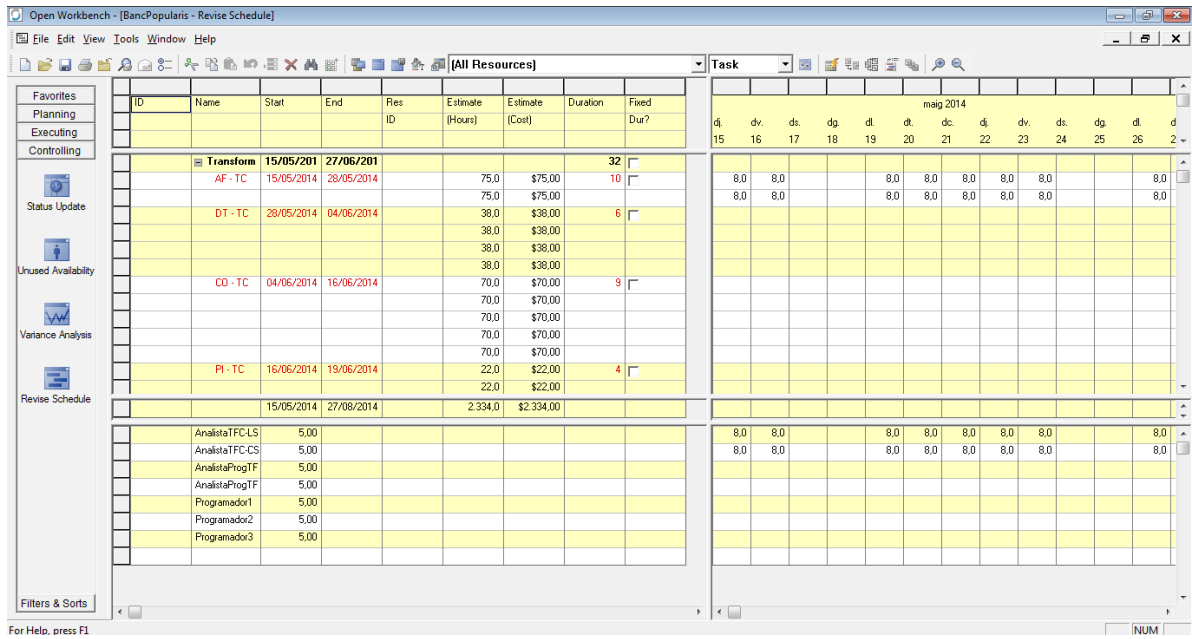 Open Workbench - [BancPopularis - Revise Schedule]
File Edit View Tools Window Help
(All Resources) Task
Favorites
Planning
Executing
Controlling
Status Update
Unused Availability
Variance Analysis
Revise Schedule
Filters & Sorts
ID Name Start End Res Estimate Estimate Duration Fixed
ID (Hours) (Cost) Dur?
Transform 15/05/201 27/06/201 32
AF - TC 15/05/2014 28/05/2014 75,0 $75,00 10
75,0 $75,00
DT - TC 28/05/2014 04/06/2014 38,0 $38,00 6
38,0 $38,00
38,0 $38,00
38,0 $38,00
CO - TC 04/06/2014 16/06/2014 70,0 $70,00 9
70,0 $70,00
70,0 $70,00
70,0 $70,00
70,0 $70,00
PI - TC 16/06/2014 19/06/2014 22,0 $22,00 4
22,0 $22,00
15/05/2014 27/08/2014 2.334,0 $2.334,00
AnalistaTFC-LS 5,00
AnalistaTFC-CS 5,00
AnalistaProgTF 5,00
AnalistaProgTF 5,00
Programador1 5,00
Programador2 5,00
Programador3 5,00
maig 2014
dj. dv. ds. dg. dl. dt. dc. dj. dv. ds. dg. dl. d
15 16 17 18 19 20 21 22 23 24 25 26 2
8,0 8,0 8,0 8,0 8,0 8,0 8,0 8,0
8,0 8,0 8,0 8,0 8,0 8,0 8,0 8,0
8,0 8,0 8,0 8,0 8,0 8,0 8,0 8,0
8,0 8,0 8,0 8,0 8,0 8,0 8,0 8,0
For Help, press F1
NUM